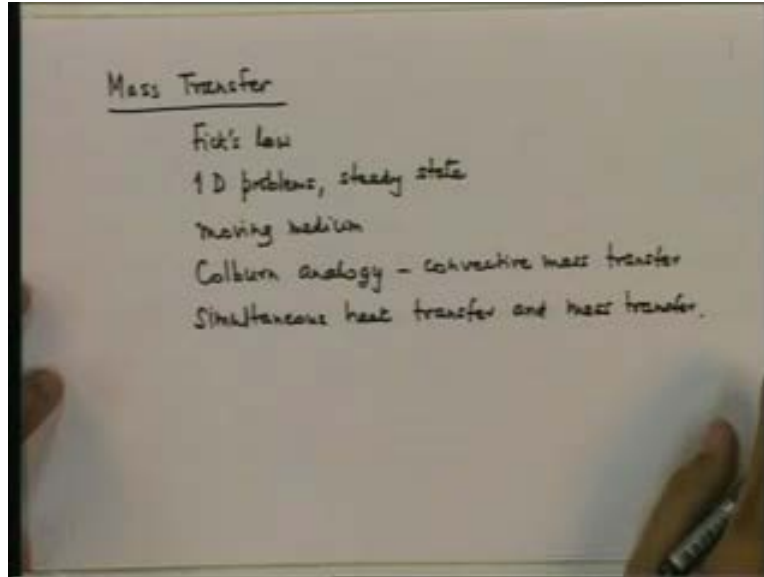 Mass Transfer
Fick's law
1 D problems, steady state
moving medium
Colburn analogy - convective mass transfer
Simultaneous heat transfer and mass transfer.